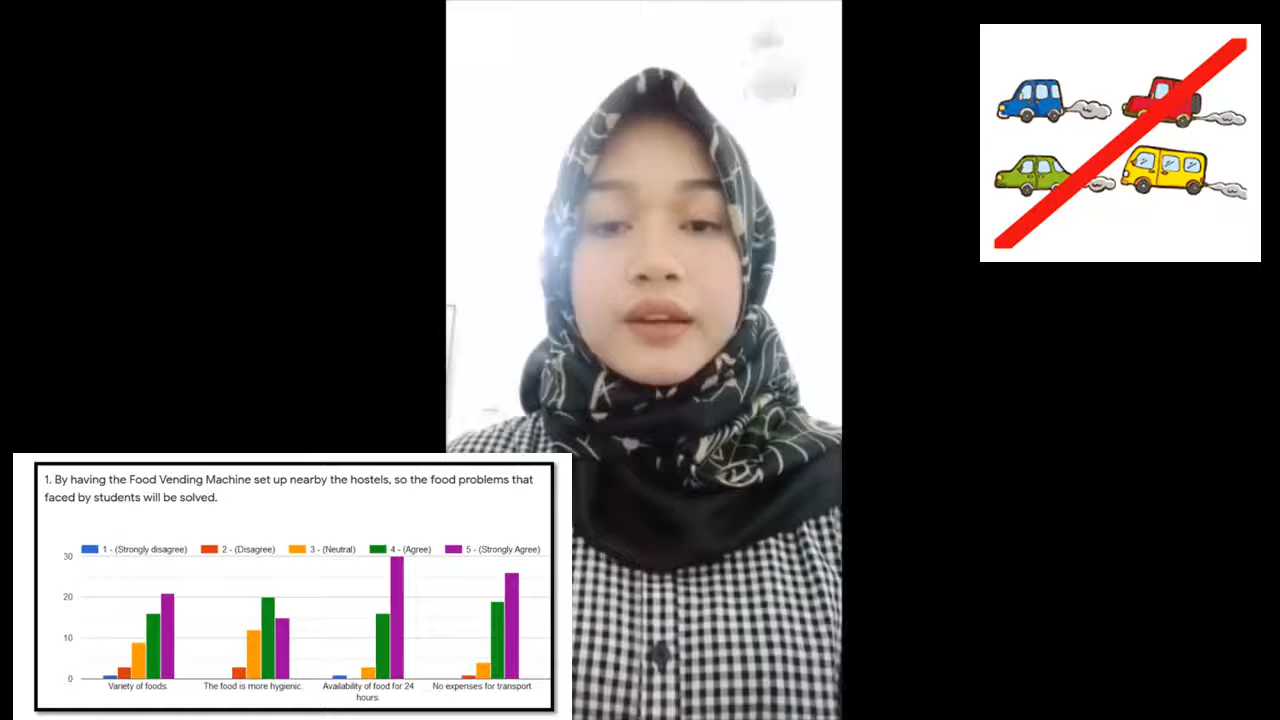 1. By having the Food Vending Machine set up nearby the hostels, so the food problems that
faced by students will be solved.
1 - (Strongly disagree) 2 - (Disagree) 3 - (Neutral) 4 - (Agree) 5 - (Strongly Agree)
30
20
10
0
Variety of foods. The food is more hygienic. Availability of food for 24 No expenses for transport
hours.